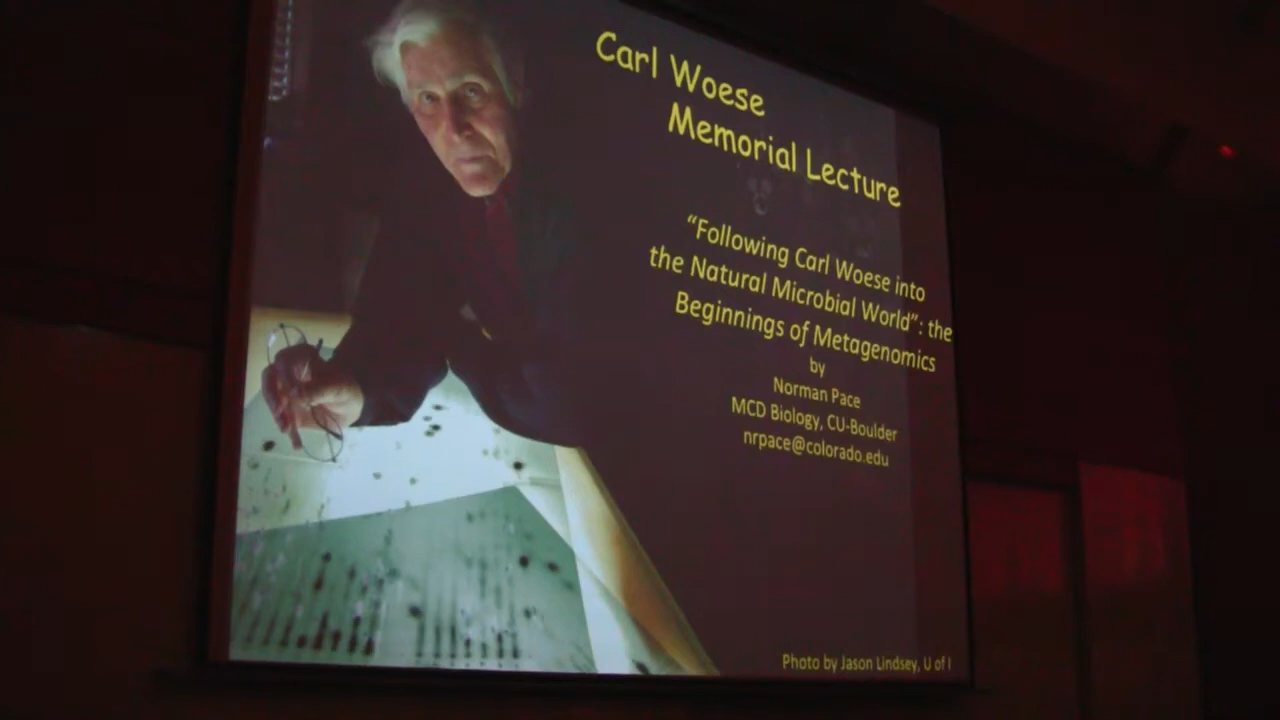 Carl Woese
Memorial Lecture
“Following Carl Woese into
the Natural Microbial World”: the
Beginnings of Metagenomics
by
Norman Pace
MCD Biology, CU-Boulder
nrpace@colorado.edu
Photo by Jason Lindsey, U of I